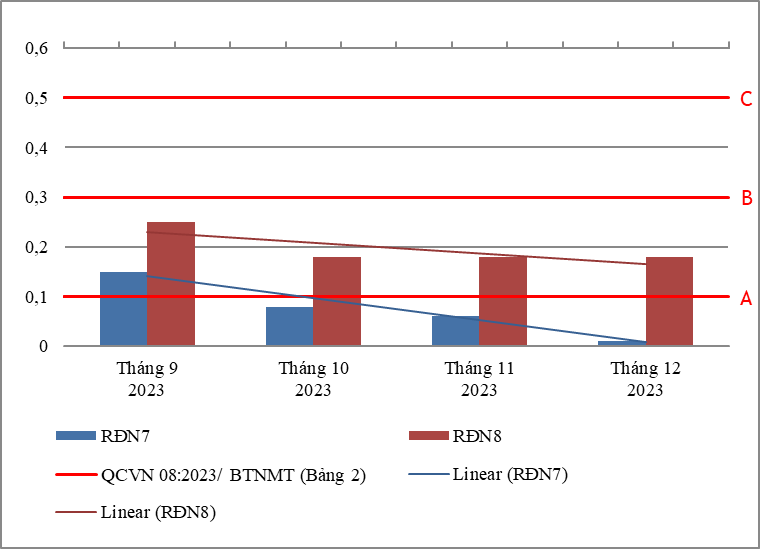 0,6
0,5
C
0,4
0,3
B
0,2
0,1
A
0
Tháng 9
2023
Tháng 10
2023
Tháng 11
2023
Tháng 12
2023
RĐN7
RĐN8
QCVN 08:2023/ BTNMT (Bảng 2)
Linear (RĐN7)
Linear (RĐN8)